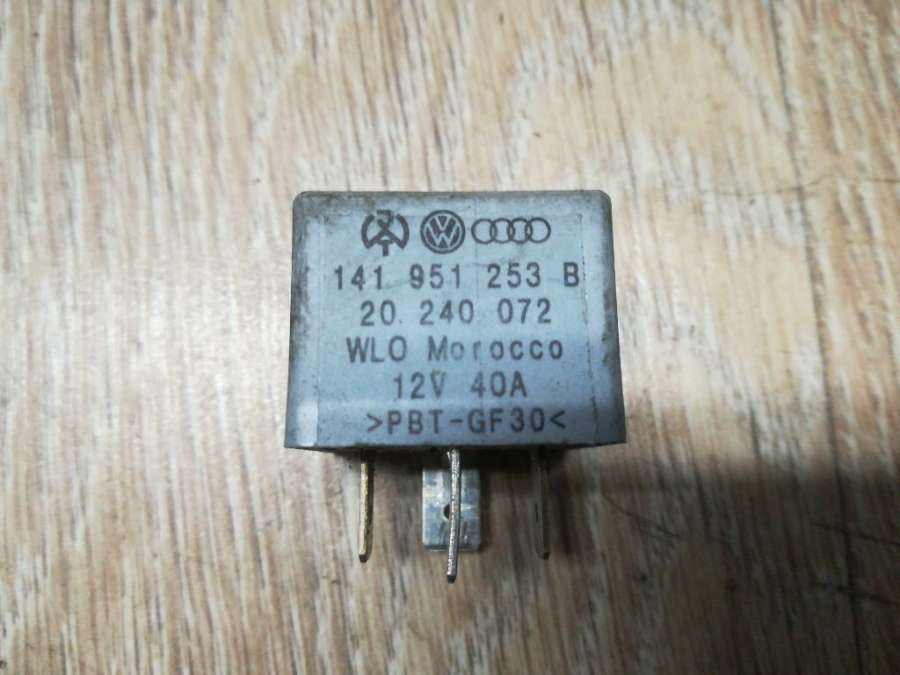 141 951 253 B
20 240 072
WLO Morocco
12V 40A
>PBT-GF30<